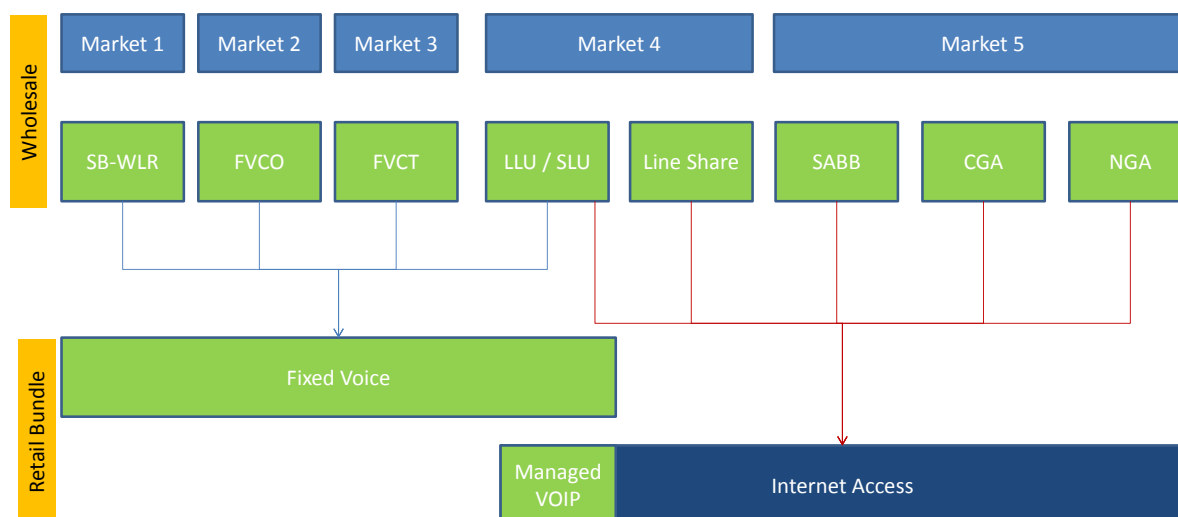 Wholesale
Market 1
Market 2
Market 3
Market 4
Market 5
SB-WLR
FVCO
FVCT
LLU / SLU
Line Share
SABB
CGA
NGA
Retail Bundle
Fixed Voice
Managed
VOIP
Internet Access